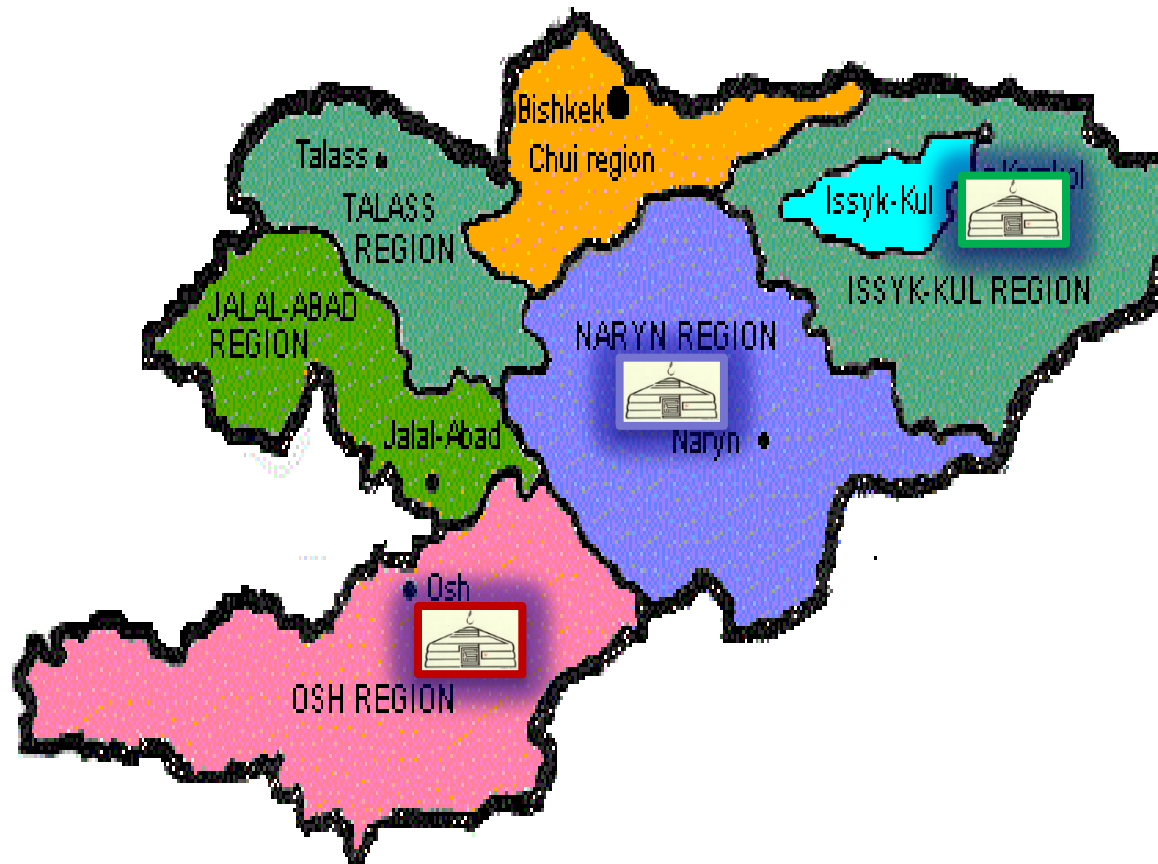 Bishkek
Chui region
Talass
TALASS
REGION
Issyk-Kul
ISSYK-KUL REGION
JALAL-ABAD
REGION
NARYN REGION
Jalal-Abad
Naryn
Osh
OSH REGION